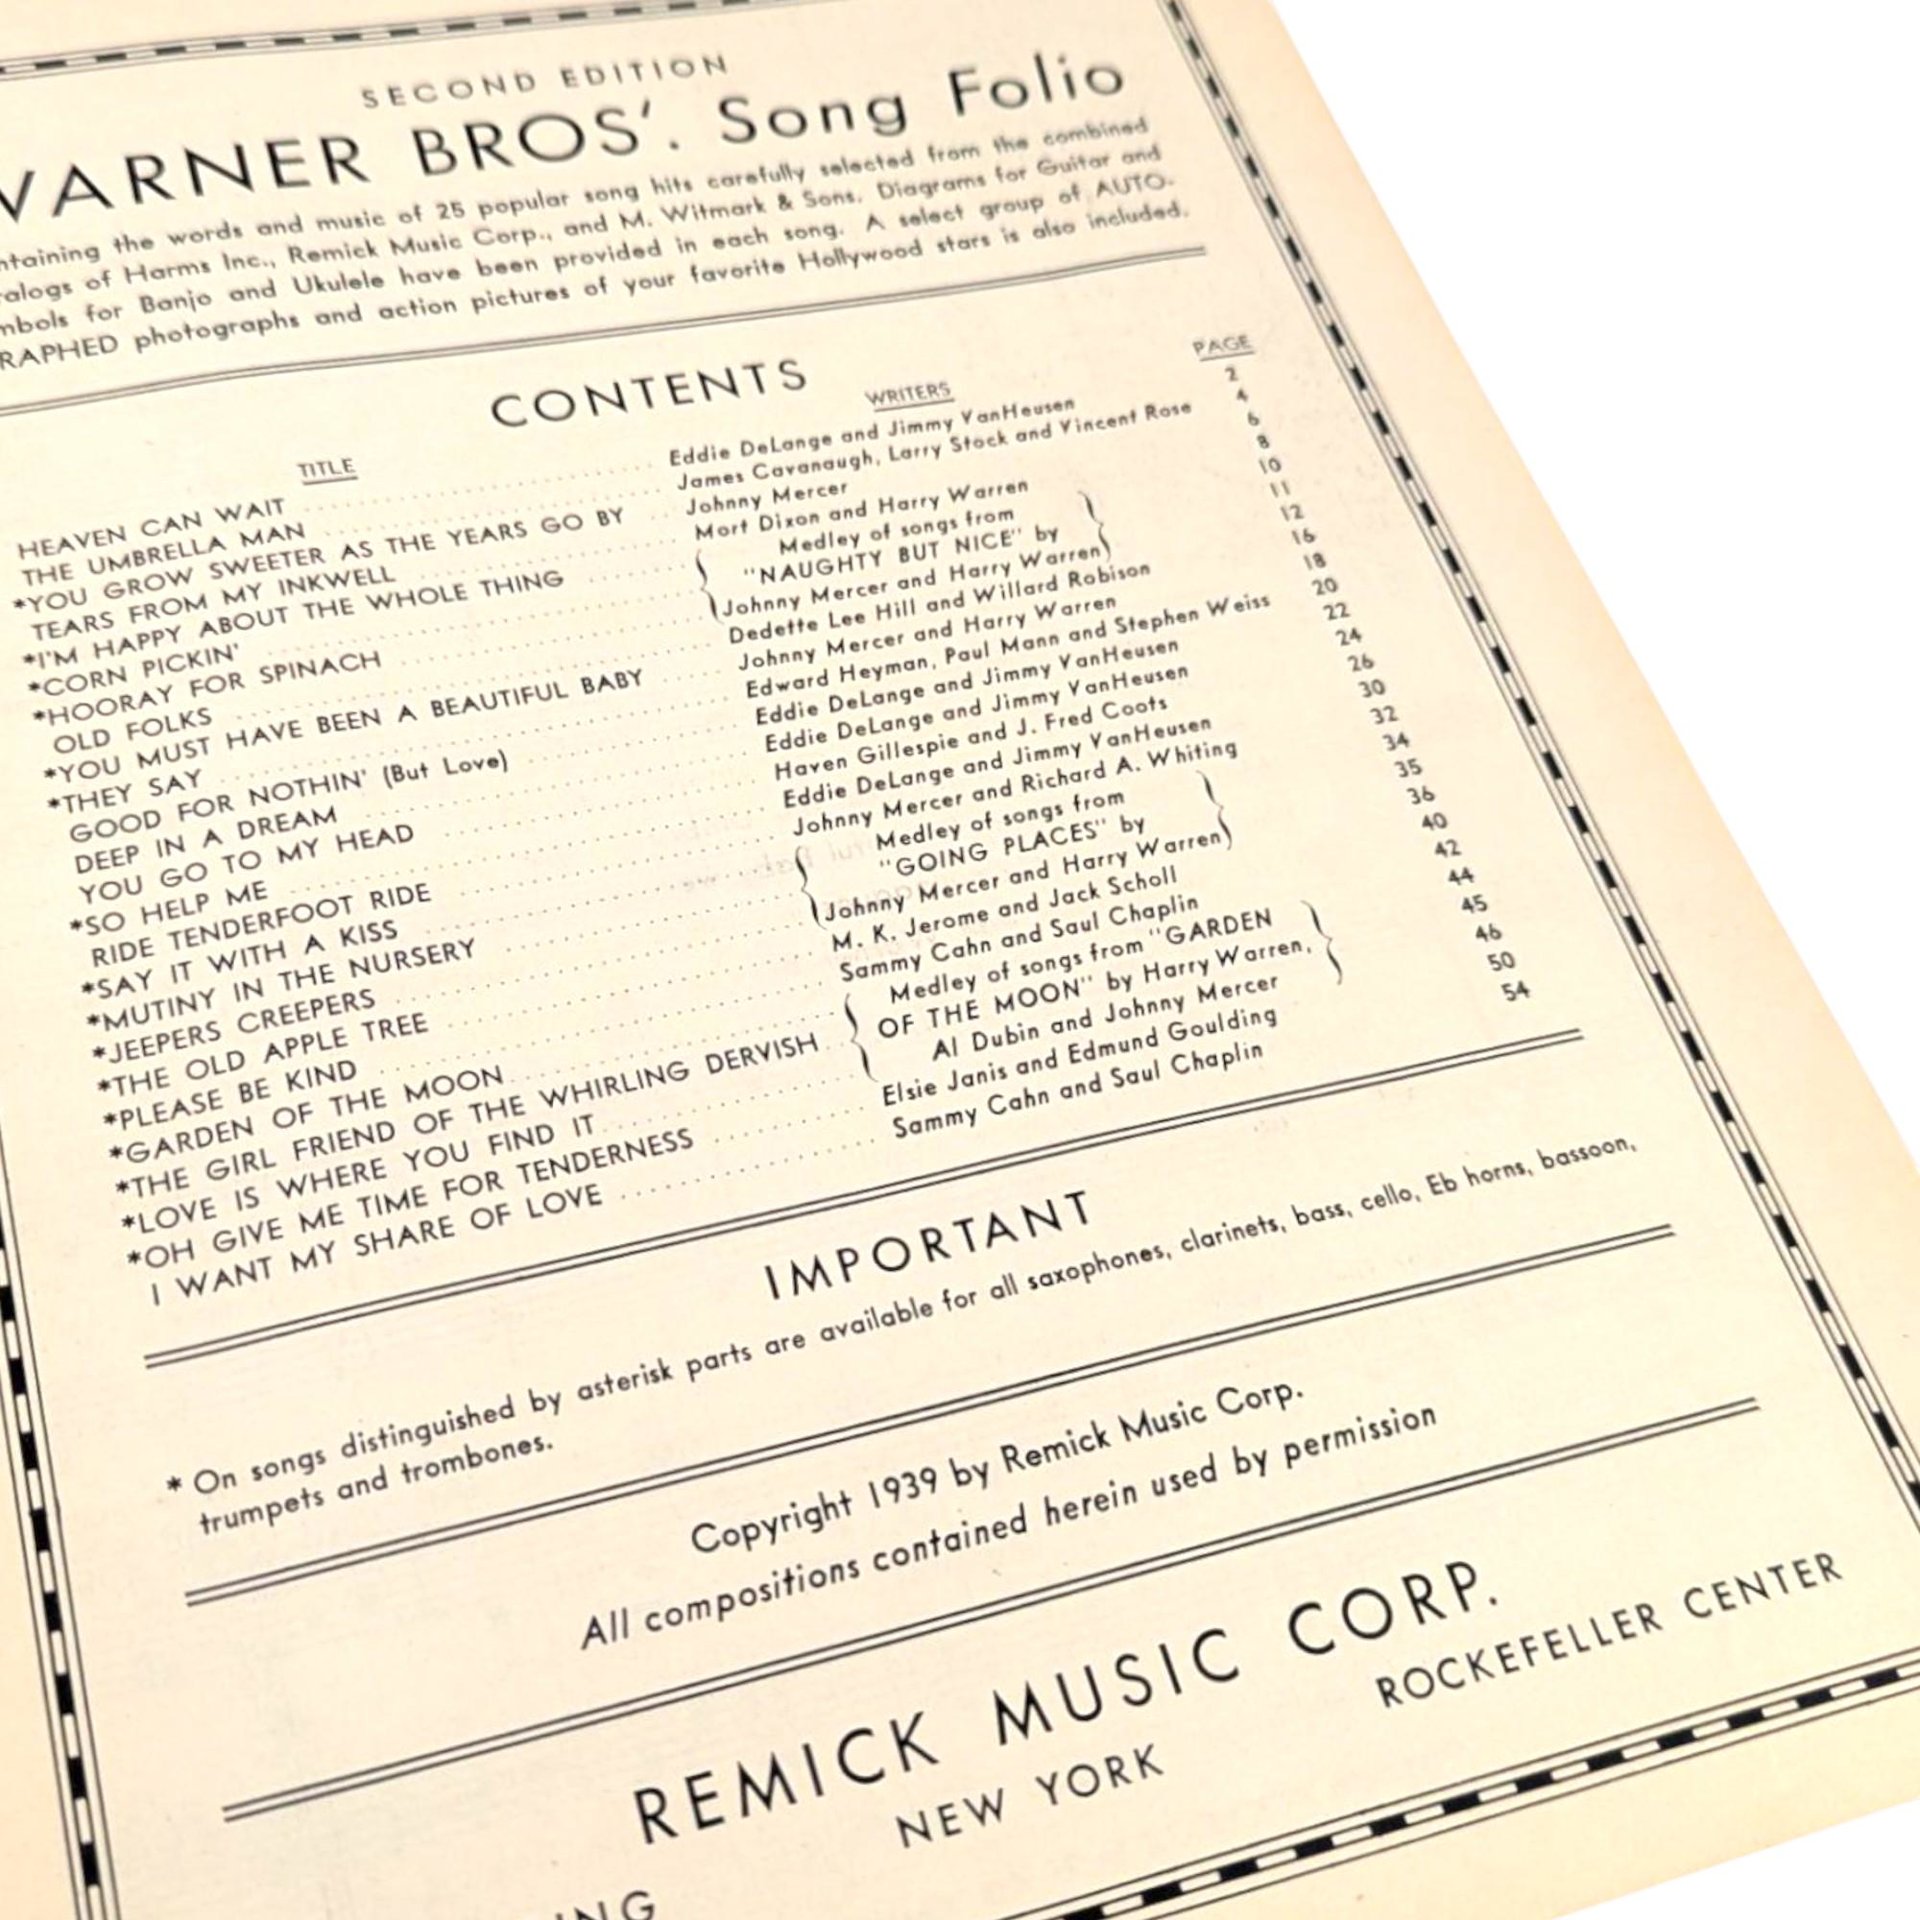 SECOND EDITION
WARNER BROS'. Song Folio
ntaining the words and music of 25 popular song hits carefully selected from the combined
alogs of Harms Inc., Remick Music Corp., and M. Witmark & Sons. Diagrams for Guitar and
mbols for Banjo and Ukulele have been provided in each song. A select group of AUTO-
RAPHED photographs and action pictures of your favorite Hollywood stars is also included.
CONTENTS
TITLE WRITERS PAGE
HEAVEN CAN WAIT Eddie DeLange and Jimmy VanHeusen 2
THE UMBRELLA MAN James Cavanaugh, Larry Stock and Vincent Rose 4
*YOU GROW SWEETER AS THE YEARS GO BY Johnny Mercer 6
TEARS FROM MY INKWELL Mort Dixon and Harry Warren 8
*I'M HAPPY ABOUT THE WHOLE THING Medley of songs from 10
*CORN PICKIN' "NAUGHTY BUT NICE" by 11
*HOORAY FOR SPINACH Johnny Mercer and Harry Warren 12
OLD FOLKS Dedette Lee Hill and Willard Robison 16
*YOU MUST HAVE BEEN A BEAUTIFUL BABY Johnny Mercer and Harry Warren 18
*THEY SAY Edward Heyman, Paul Mann and Stephen Weiss 20
GOOD FOR NOTHIN' (But Love) Eddie DeLange and Jimmy VanHeusen 22
DEEP IN A DREAM Eddie DeLange and Jimmy VanHeusen 24
YOU GO TO MY HEAD Haven Gillespie and J. Fred Coots 26
*SO HELP ME Eddie DeLange and Jimmy VanHeusen 30
RIDE TENDERFOOT RIDE Johnny Mercer and Richard A. Whiting 32
*SAY IT WITH A KISS Medley of songs from 34
*MUTINY IN THE NURSERY "GOING PLACES" by 35
*JEEPERS CREEPERS Johnny Mercer and Harry Warren 36
*THE OLD APPLE TREE M. K. Jerome and Jack Scholl 40
*PLEASE BE KIND Sammy Cahn and Saul Chaplin 42
*GARDEN OF THE MOON Medley of songs from "GARDEN 44
*THE GIRL FRIEND OF THE WHIRLING DERVISH OF THE MOON" by Harry Warren, 45
*LOVE IS WHERE YOU FIND IT Al Dubin and Johnny Mercer 46
*OH GIVE ME TIME FOR TENDERNESS Elsie Janis and Edmund Goulding 50
I WANT MY SHARE OF LOVE Sammy Cahn and Saul Chaplin 54
IMPORTANT
* On songs distinguished by asterisk parts are available for all saxophones, clarinets, bass, cello, Eb horns, bassoon,
trumpets and trombones.
Copyright 1939 by Remick Music Corp.
All compositions contained herein used by permission
REMICK MUSIC CORP.
ROCKEFELLER CENTER
NEW YORK
NG